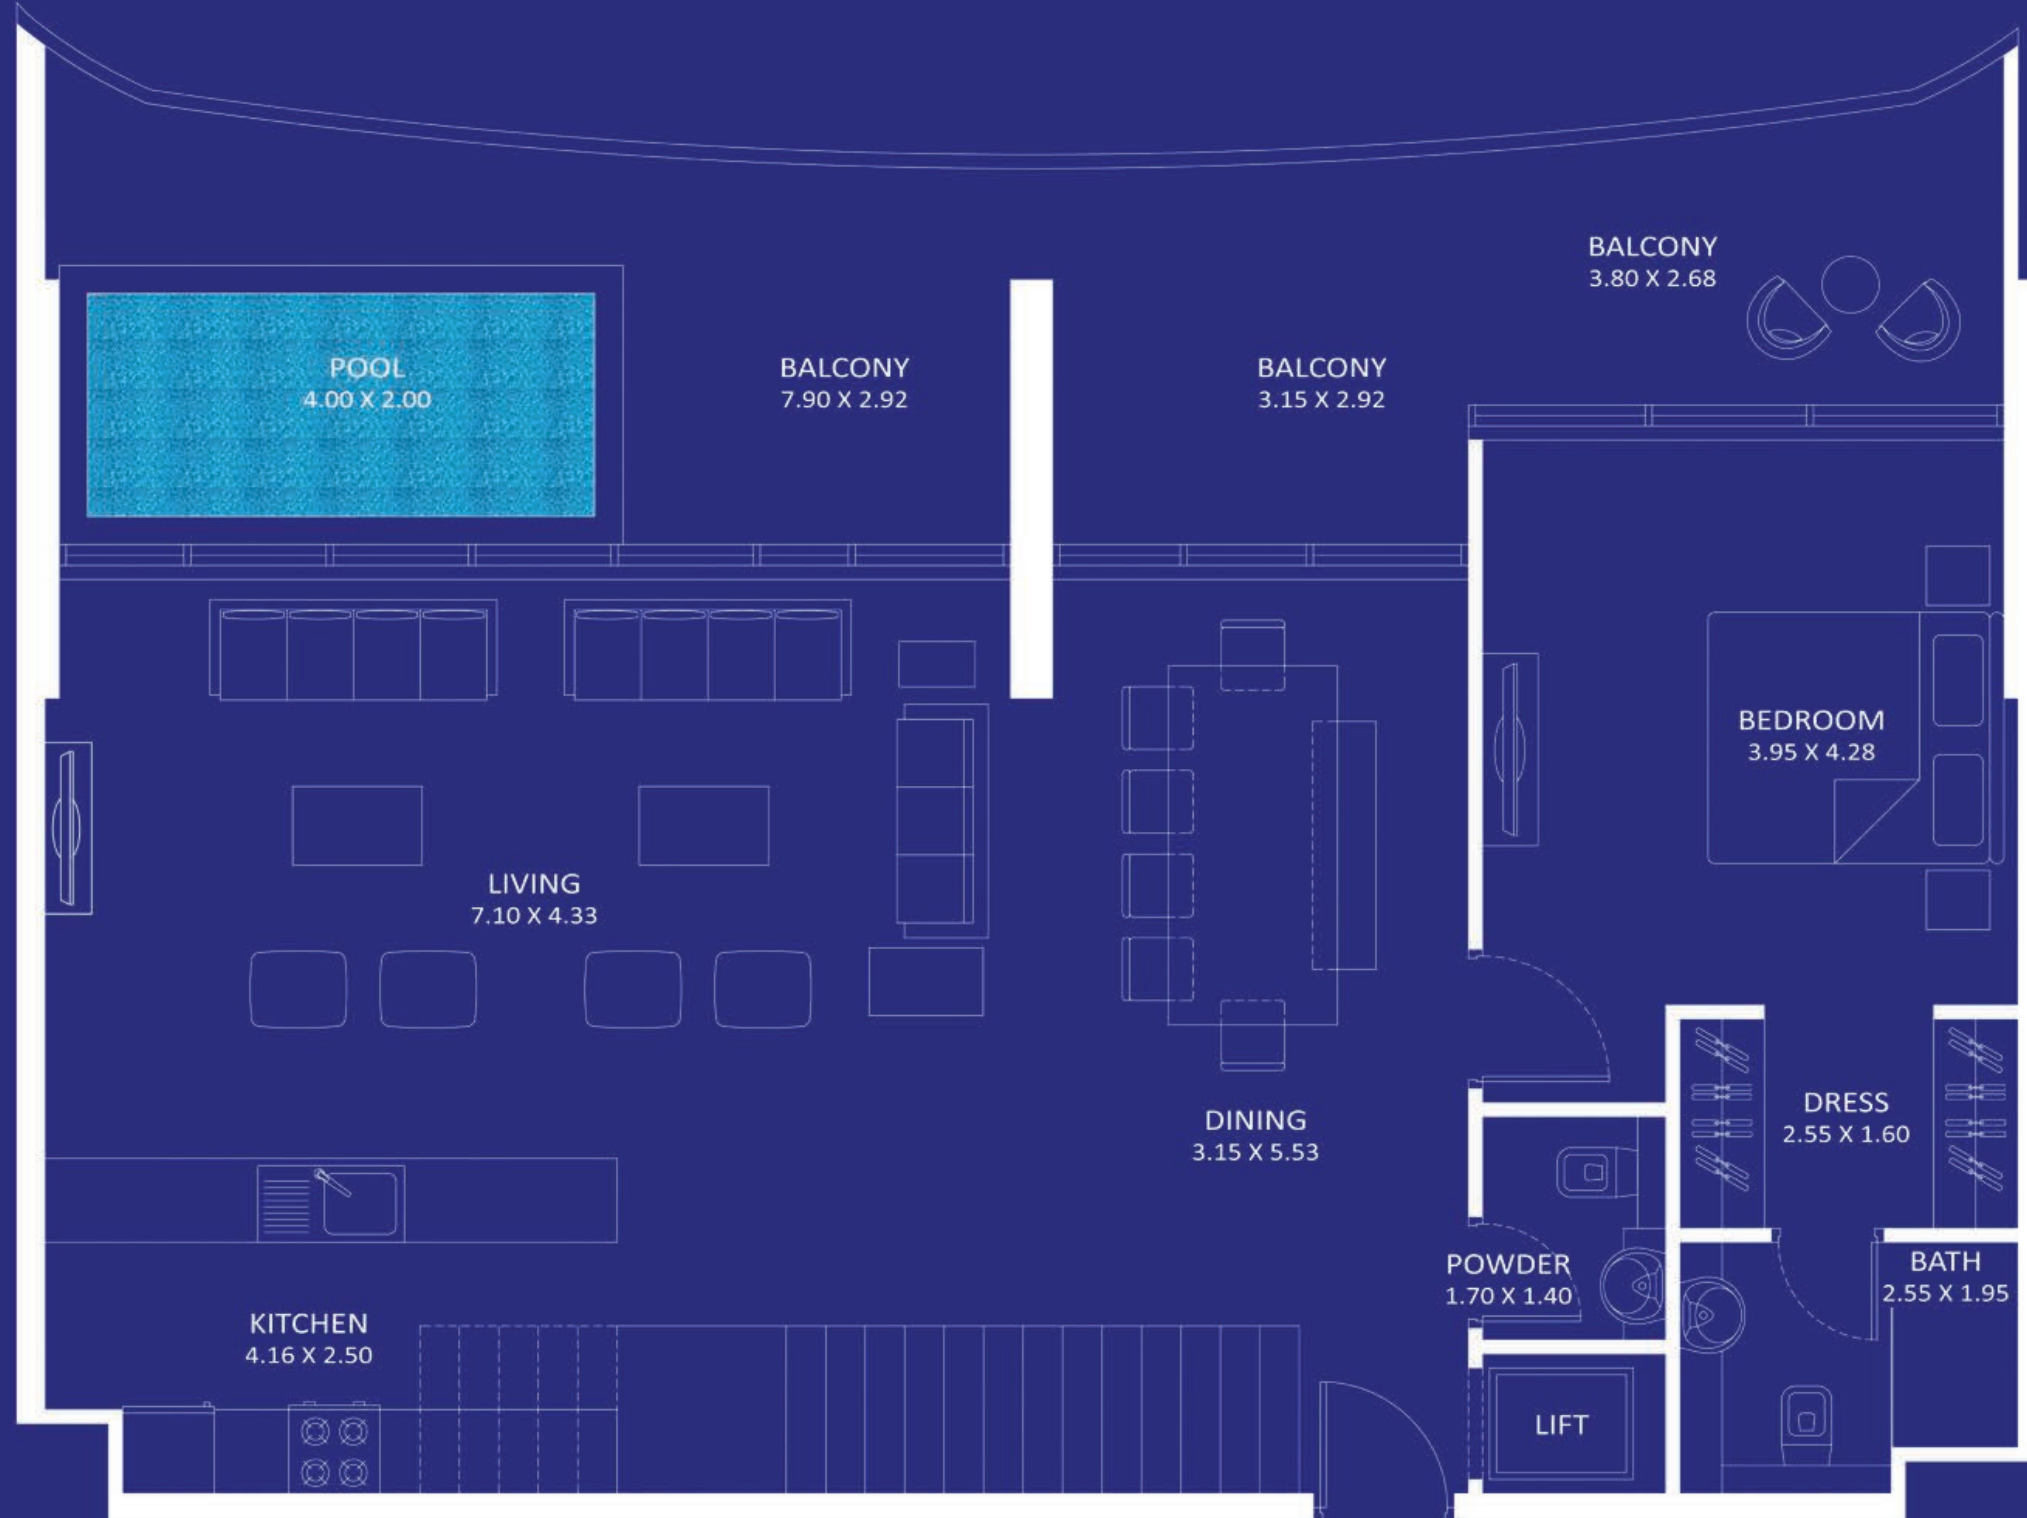 BALCONY
3.80 X 2.68
POOL
4.00 X 2.00
BALCONY
7.90 X 2.92
BALCONY
3.15 X 2.92
BEDROOM
3.95 X 4.28
LIVING
7.10 X 4.33
DRESS
2.55 X 1.60
DINING
3.15 X 5.53
POWDER
1.70 X 1.40
BATH
2.55 X 1.95
KITCHEN
4.16 X 2.50
LIFT